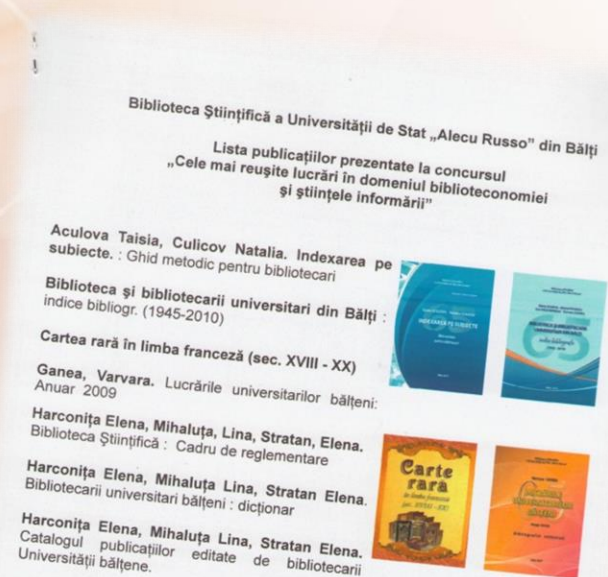 Biblioteca Ştiinţifică a Universităţii de Stat „Alecu Russo” din Bălţi
Lista publicaţiilor prezentate la concursul
„Cele mai reuşite lucrări în domeniul biblioteconomiei
şi ştiinţele informării”
Aculova Taisia, Culicov Natalia. Indexarea pe
subiecte. : Ghid metodic pentru bibliotecari
Biblioteca şi bibliotecarii universitari din Bălţi :
indice bibliogr. (1945-2010)
Cartea rară în limba franceză (sec. XVIII - XX)
Ganea, Varvara. Lucrările universitarilor bălţeni:
Anuar 2009
Harconiţa Elena, Mihaluţa, Lina, Stratan, Elena.
Biblioteca Ştiinţifică : Cadru de reglementare
Harconiţa Elena, Mihaluţa Lina, Stratan Elena.
Bibliotecarii universitari bălţeni : dicţionar
Harconiţa Elena, Mihaluţa Lina, Stratan Elena.
Catalogul publicaţiilor editate de bibliotecarii
Universităţii bălţene.
INDEXAREA PE SUBIECTE
65
Carte
rară